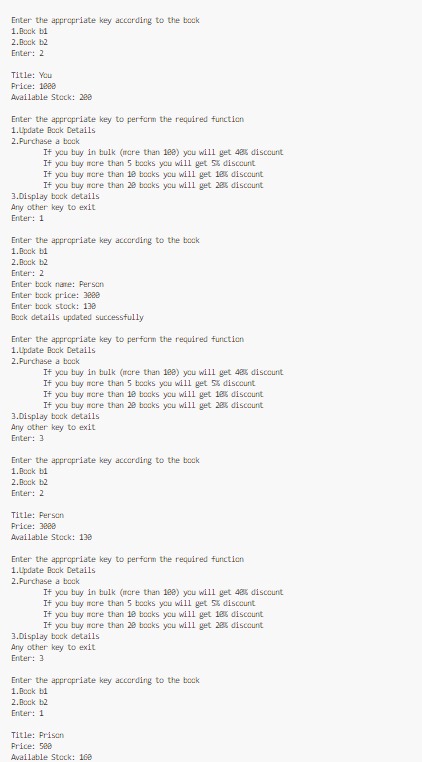 Enter the appropriate key according to the book
1.Book b1
2.Book b2
Enter: 2
Title: You
Price: 1000
Available Stock: 200
Enter the appropriate key to perform the required function
1.Update Book Details
2.Purchase a book
If you buy in bulk (more than 100) you will get 40% discount
If you buy more than 5 books you will get 5% discount
If you buy more than 10 books you will get 10% discount
If you buy more than 20 books you will get 20% discount
3.Display book details
Any other key to exit
Enter: 1
Enter the appropriate key according to the book
1.Book b1
2.Book b2
Enter: 2
Enter book name: Person
Enter book price: 3000
Enter book stock: 130
Book details updated successfully
Enter the appropriate key to perform the required function
1.Update Book Details
2.Purchase a book
If you buy in bulk (more than 100) you will get 40% discount
If you buy more than 5 books you will get 5% discount
If you buy more than 10 books you will get 10% discount
If you buy more than 20 books you will get 20% discount
3.Display book details
Any other key to exit
Enter: 3
Enter the appropriate key according to the book
1.Book b1
2.Book b2
Enter: 2
Title: Person
Price: 3000
Available Stock: 130
Enter the appropriate key to perform the required function
1.Update Book Details
2.Purchase a book
If you buy in bulk (more than 100) you will get 40% discount
If you buy more than 5 books you will get 5% discount
If you buy more than 10 books you will get 10% discount
If you buy more than 20 books you will get 20% discount
3.Display book details
Any other key to exit
Enter: 3
Enter the appropriate key according to the book
1.Book b1
2.Book b2
Enter: 1
Title: Prison
Price: 500
Available Stock: 160